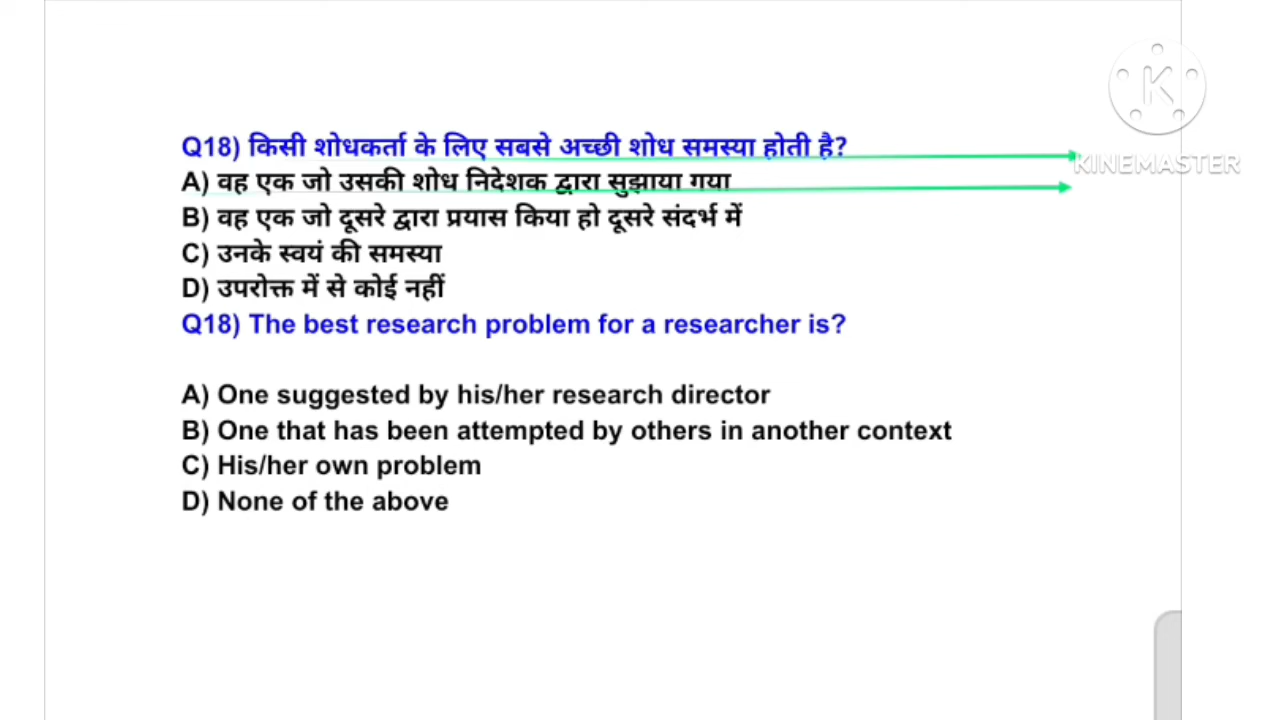 KINEMASTER
Q18) किसी शोधकर्ता के लिए सबसे अच्छी शोध समस्या होती है?
A) वह एक जो उसकी शोध निदेशक द्वारा सुझाया गया
B) वह एक जो दूसरे द्वारा प्रयास किया हो दूसरे संदर्भ में
C) उनके स्वयं की समस्या
D) उपरोक्त में से कोई नहीं
Q18) The best research problem for a researcher is?
A) One suggested by his/her research director
B) One that has been attempted by others in another context
C) His/her own problem
D) None of the above